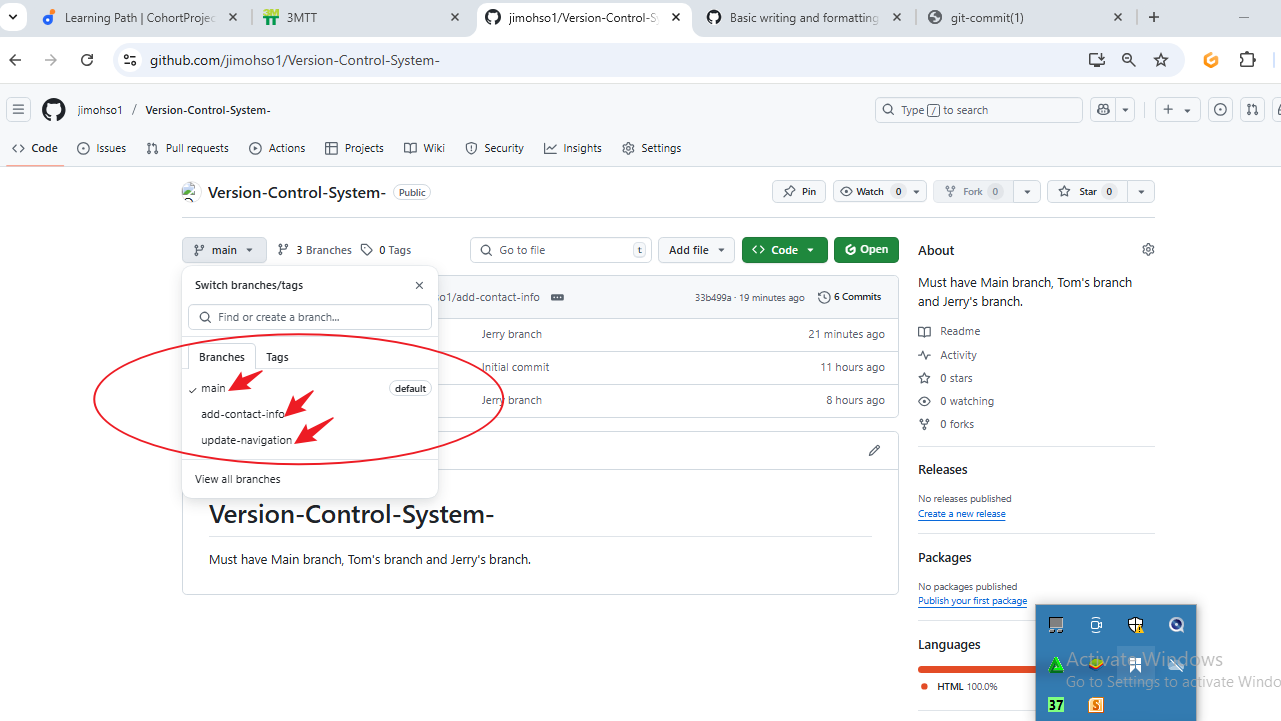 Learning Path | CohortProjec
3MTT
jimohso1/Version-Control-Sy
Basic writing and formatting
git-commit(1)
github.com/jimohso1/Version-Control-System-
jimohso1 / Version-Control-System-
Type / to search
Code Issues Pull requests Actions Projects Wiki Security Insights Settings
Version-Control-System- Public
Pin Watch 0 Fork 0 Star 0
main 3 Branches 0 Tags Go to file t Add file Code Open
Switch branches/tags
Find or create a branch...
Branches Tags
main default
add-contact-info
update-navigation
View all branches
so1/add-contact-info 33b499a · 19 minutes ago 6 Commits
Jerry branch 21 minutes ago
Initial commit 11 hours ago
Jerry branch 8 hours ago
Version-Control-System-
Must have Main branch, Tom's branch and Jerry's branch.
About
Must have Main branch, Tom's branch
and Jerry's branch.
Readme
Activity
0 stars
0 watching
0 forks
Releases
No releases published
Create a new release
Packages
No packages published
Publish your first package
Languages
HTML 100.0%
Activate Windows
Go to Settings to activate Windo
37
S